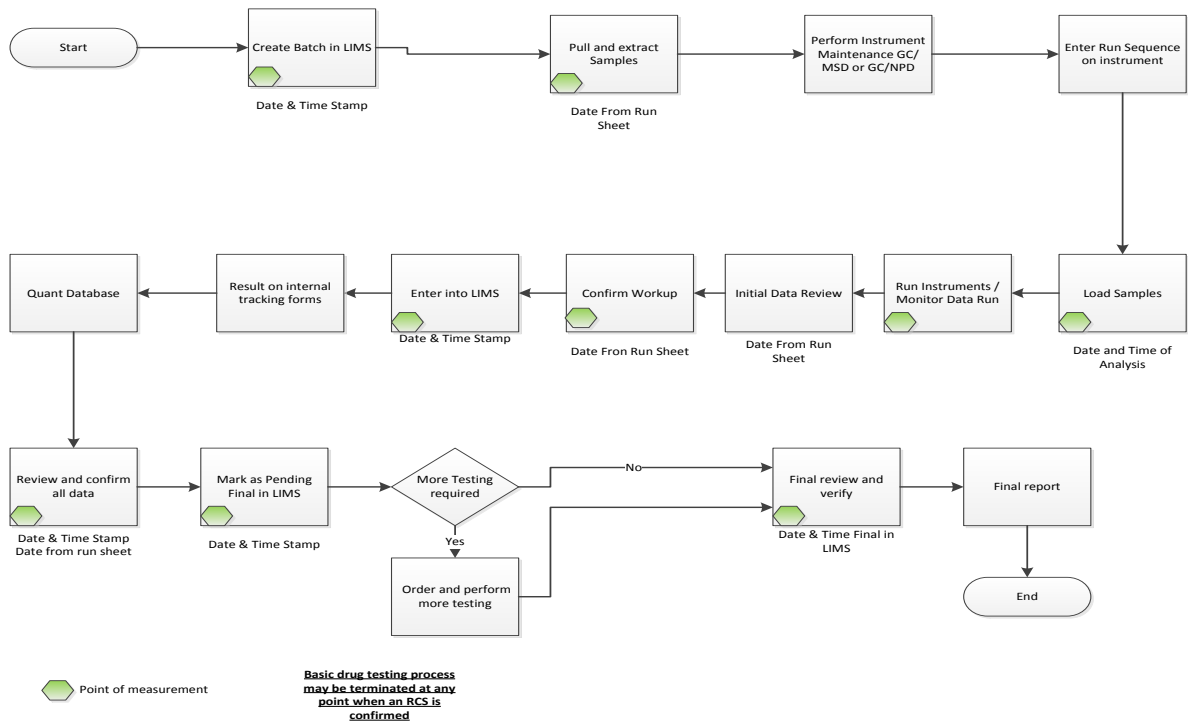 Start
Create Batch in LIMS
Date & Time Stamp
Pull and extract
Samples
Date From Run
Sheet
Perform Instrument
Maintenance GC/
MSD or GC/NPD
Enter Run Sequence
on instrument
Quant Database
Result on internal
tracking forms
Enter into LIMS
Date & Time Stamp
Confirm Workup
Date Fron Run Sheet
Initial Data Review
Date From Run
Sheet
Run Instruments /
Monitor Data Run
Load Samples
Date and Time of
Analysis
Review and confirm
all data
Date & Time Stamp
Date from run sheet
Mark as Pending
Final in LIMS
Date & Time Stamp
More Testing
required
No
Yes
Order and perform
more testing
Final review and
verify
Date & Time Final in
LIMS
Final report
End
Point of measurement
Basic drug testing process
may be terminated at any
point when an RCS is
confirmed